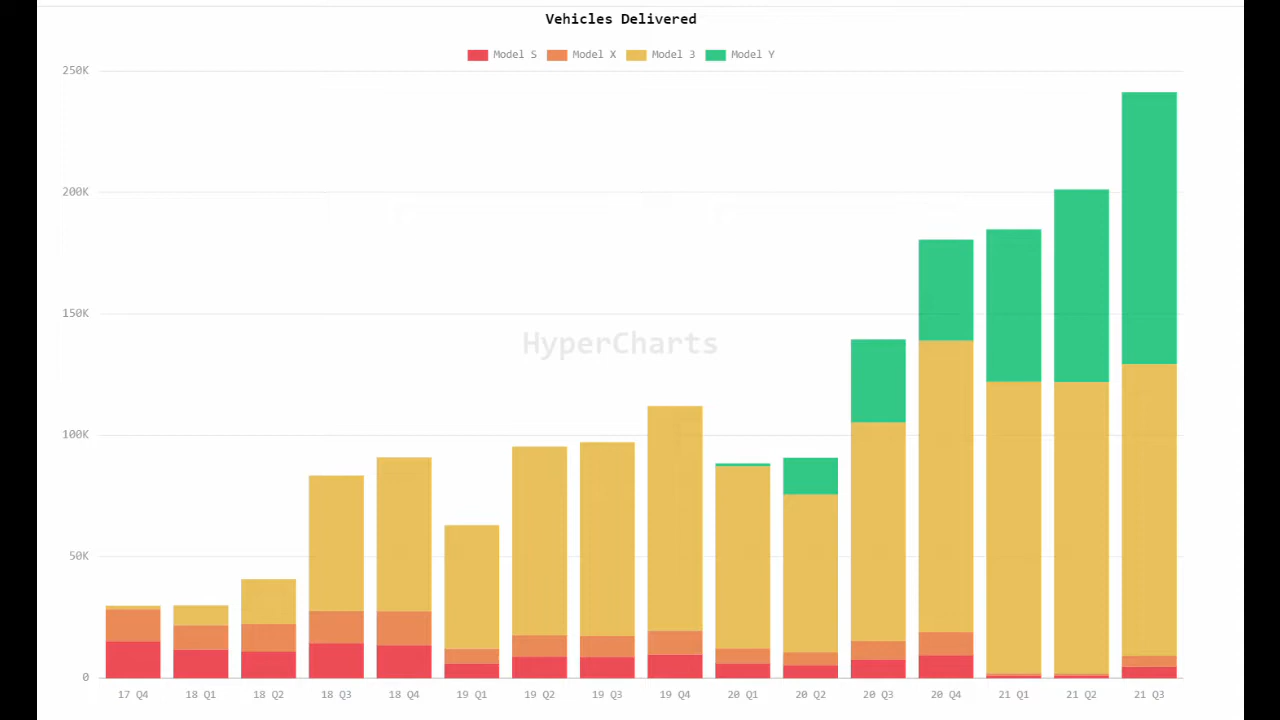 Vehicles Delivered
Model S Model X Model 3 Model Y
250K
200K
150K
HyperCharts
100K
50K
0
17 Q4 18 Q1 18 Q2 18 Q3 18 Q4 19 Q1 19 Q2 19 Q3 19 Q4 20 Q1 20 Q2 20 Q3 20 Q4 21 Q1 21 Q2 21 Q3